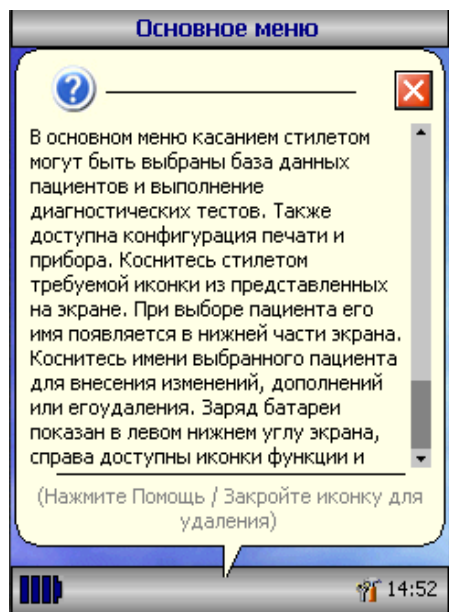 Основное меню
В основном меню касанием стилетом
могут быть выбраны база данных
пациентов и выполнение
диагностических тестов. Также
доступна конфигурация печати и
прибора. Коснитесь стилетом
требуемой иконки из представленных
на экране. При выборе пациента его
имя появляется в нижней части экрана.
Коснитесь имени выбранного пациента
для внесения изменений, дополнений
или егоудаления. Заряд батареи
показан в левом нижнем углу экрана,
справа доступны иконки функции и
(Нажмите Помощь / Закройте иконку для
удаления)
14:52